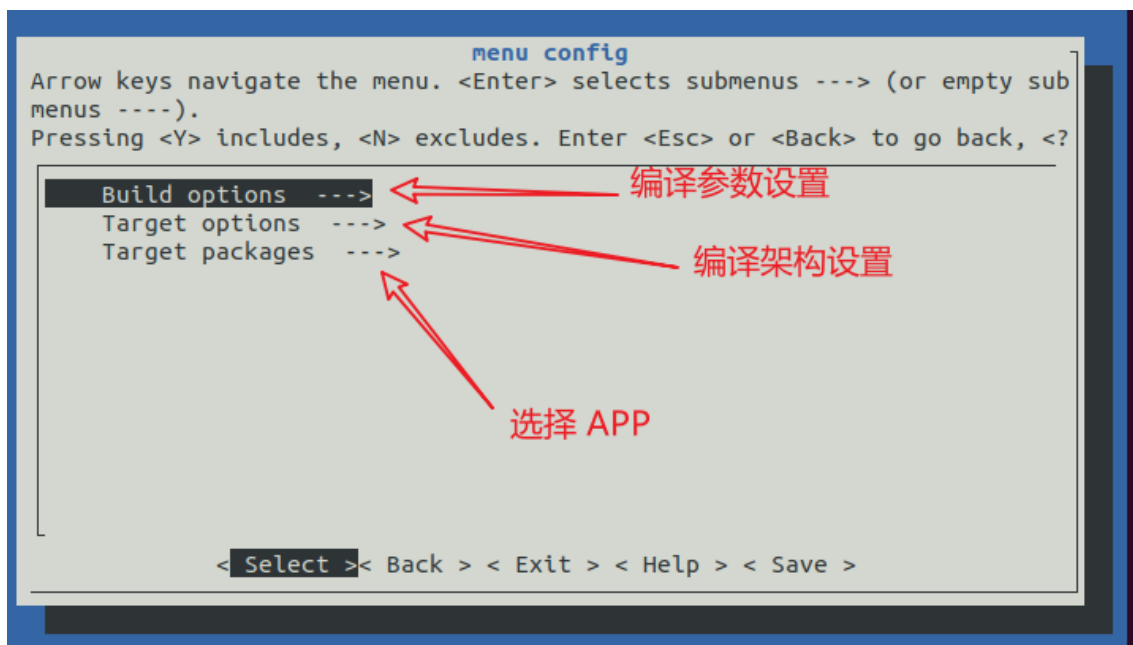 menu config
Arrow keys navigate the menu. <Enter> selects submenus ---> (or empty sub
menus ----).
Pressing <Y> includes, <N> excludes. Enter <Esc> or <Back> to go back, <?
Build options --->
编译参数设置
Target options --->
Target packages --->
编译架构设置
选择 APP
< Select >< Back > < Exit > < Help > < Save >